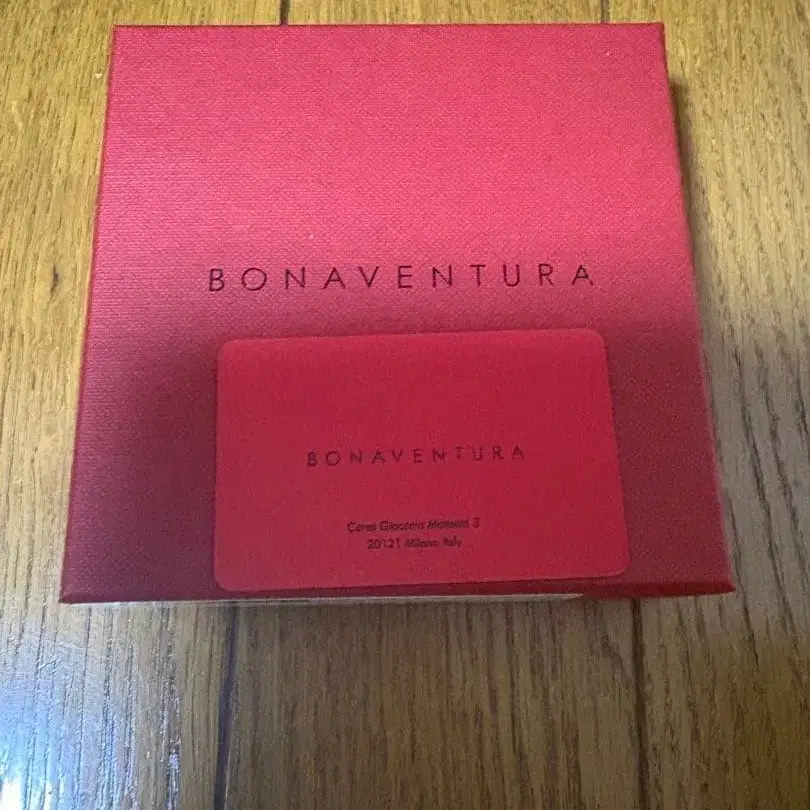 BONAVENTURA
BONAVENTURA
Corso Giacomo Matteotti 3
20121 Milano Italy